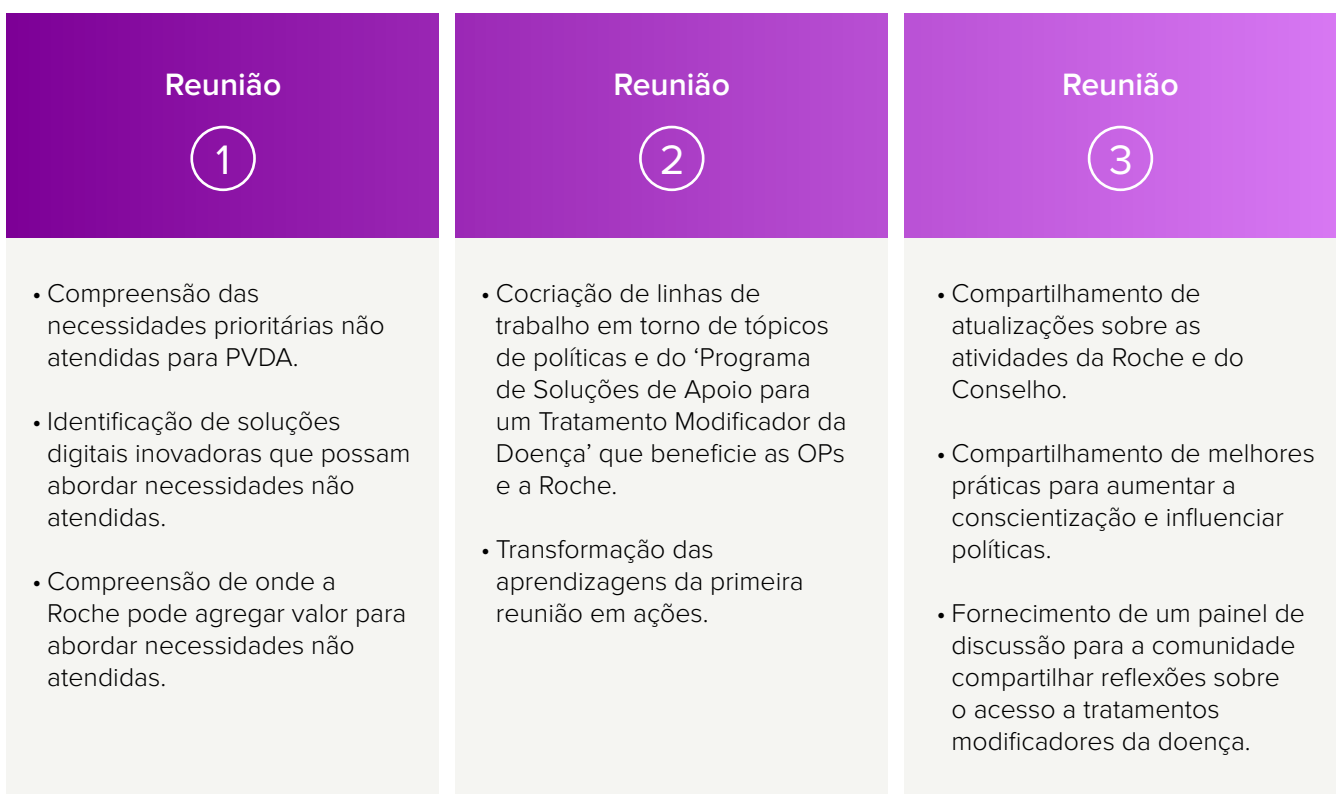 Reunião
1
• Compreensão das
necessidades prioritárias não
atendidas para PVDA.
• Identificação de soluções
digitais inovadoras que possam
abordar necessidades não
atendidas.
• Compreensão de onde a
Roche pode agregar valor para
abordar necessidades não
atendidas.
Reunião
2
• Cocriação de linhas de
trabalho em torno de tópicos
de políticas e do ‘Programa
de Soluções de Apoio para
um Tratamento Modificador da
Doença’ que beneficie as OPs
e a Roche.
• Transformação das
aprendizagens da primeira
reunião em ações.
Reunião
3
• Compartilhamento de
atualizações sobre as
atividades da Roche e do
Conselho.
• Compartilhamento de melhores
práticas para aumentar a
conscientização e influenciar
políticas.
• Fornecimento de um painel de
discussão para a comunidade
compartilhar reflexões sobre
o acesso a tratamentos
modificadores da doença.